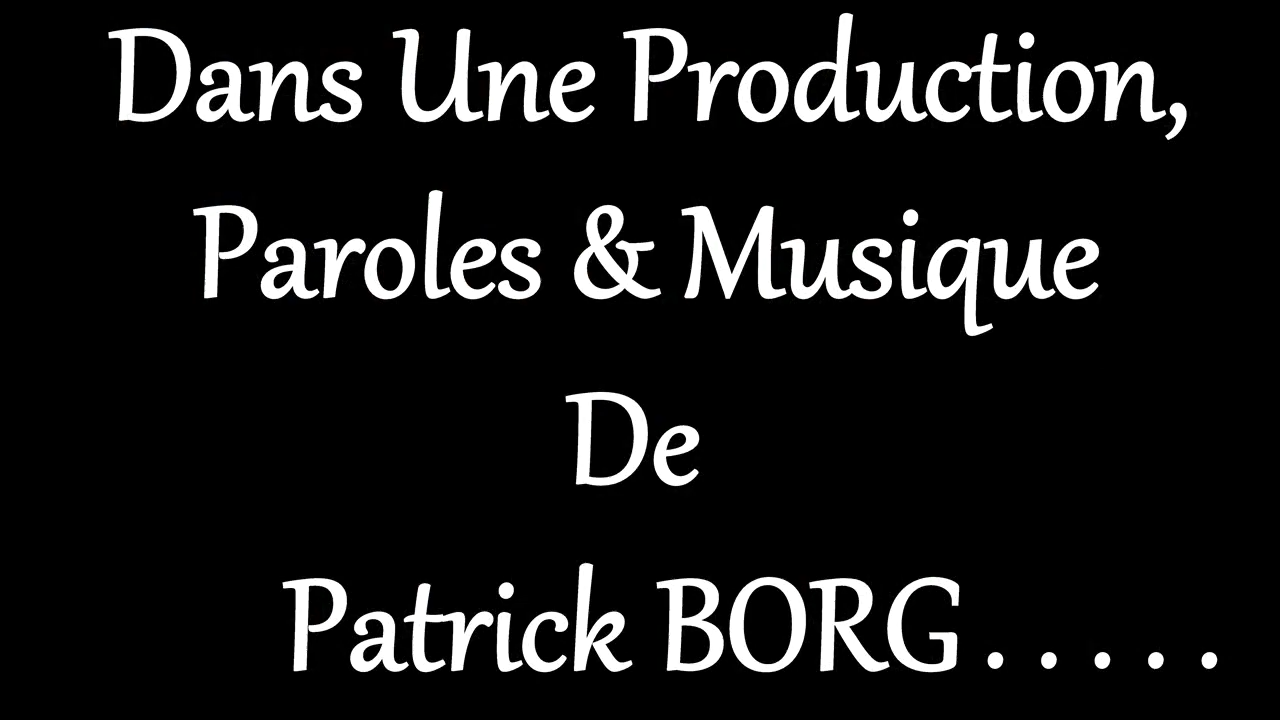 Dans Une Production,
Paroles & Musique
De
Patrick BORG . . . . .